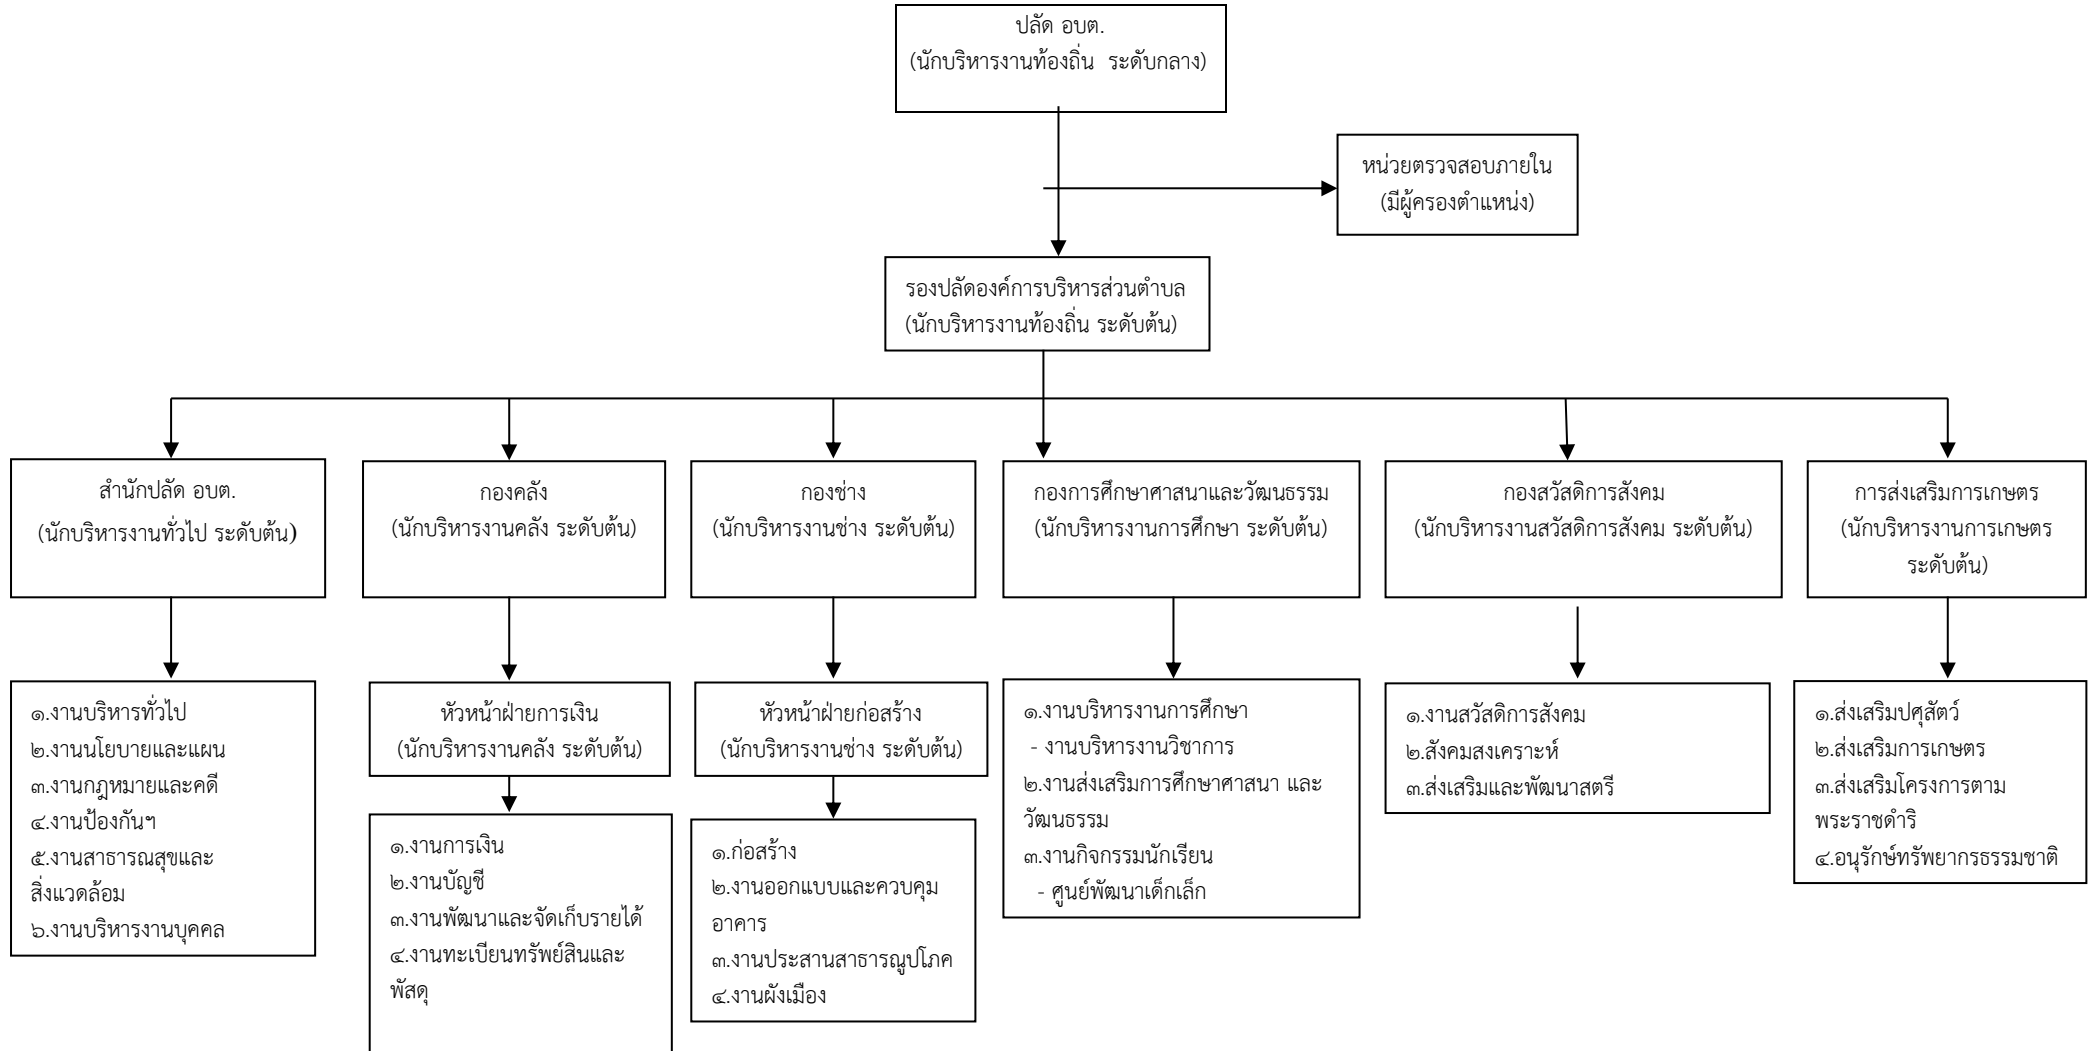 ปลัด อบต.
(นักบริหารงานท้องถิ่น  ระดับกลาง)
หน่วยตรวจสอบภายใน
(มีผู้ครองตำแหน่ง)
รองปลัดองค์การบริหารส่วนตำบล
(นักบริหารงานท้องถิ่น ระดับต้น)
สำนักปลัด อบต.
(นักบริหารงานทั่วไป ระดับต้น)
กองคลัง
(นักบริหารงานคลัง ระดับต้น)
กองช่าง
(นักบริหารงานช่าง ระดับต้น)
กองการศึกษาศาสนาและวัฒนธรรม
(นักบริหารงานการศึกษา ระดับต้น)
กองสวัสดิการสังคม
(นักบริหารงานสวัสดิการสังคม ระดับต้น)
การส่งเสริมการเกษตร
(นักบริหารงานการเกษตร
ระดับต้น)
๑.งานบริหารทั่วไป
๒.งานนโยบายและแผน
๓.งานกฎหมายและคดี
๔.งานป้องกันฯ
๕.งานสาธารณสุขและ
สิ่งแวดล้อม
๖.งานบริหารงานบุคคล
หัวหน้าฝ่ายการเงิน
(นักบริหารงานคลัง ระดับต้น)
๑.งานการเงิน
๒.งานบัญชี
๓.งานพัฒนาและจัดเก็บรายได้
๔.งานทะเบียนทรัพย์สินและ
พัสดุ
หัวหน้าฝ่ายก่อสร้าง
(นักบริหารงานช่าง ระดับต้น)
๑.ก่อสร้าง
๒.งานออกแบบและควบคุม
อาคาร
๓.งานประสานสาธารณูปโภค
๔.งานผังเมือง
๑.งานบริหารงานการศึกษา
- งานบริหารงานวิชาการ
๒.งานส่งเสริมการศึกษาศาสนา และ
วัฒนธรรม
๓.งานกิจกรรมนักเรียน
- ศูนย์พัฒนาเด็กเล็ก
๑.งานสวัสดิการสังคม
๒.สังคมสงเคราะห์
๓.ส่งเสริมและพัฒนาสตรี
๑.ส่งเสริมปศุสัตว์
๒.ส่งเสริมการเกษตร
๓.ส่งเสริมโครงการตาม
พระราชดำริ
๔.อนุรักษ์ทรัพยากรธรรมชาติ